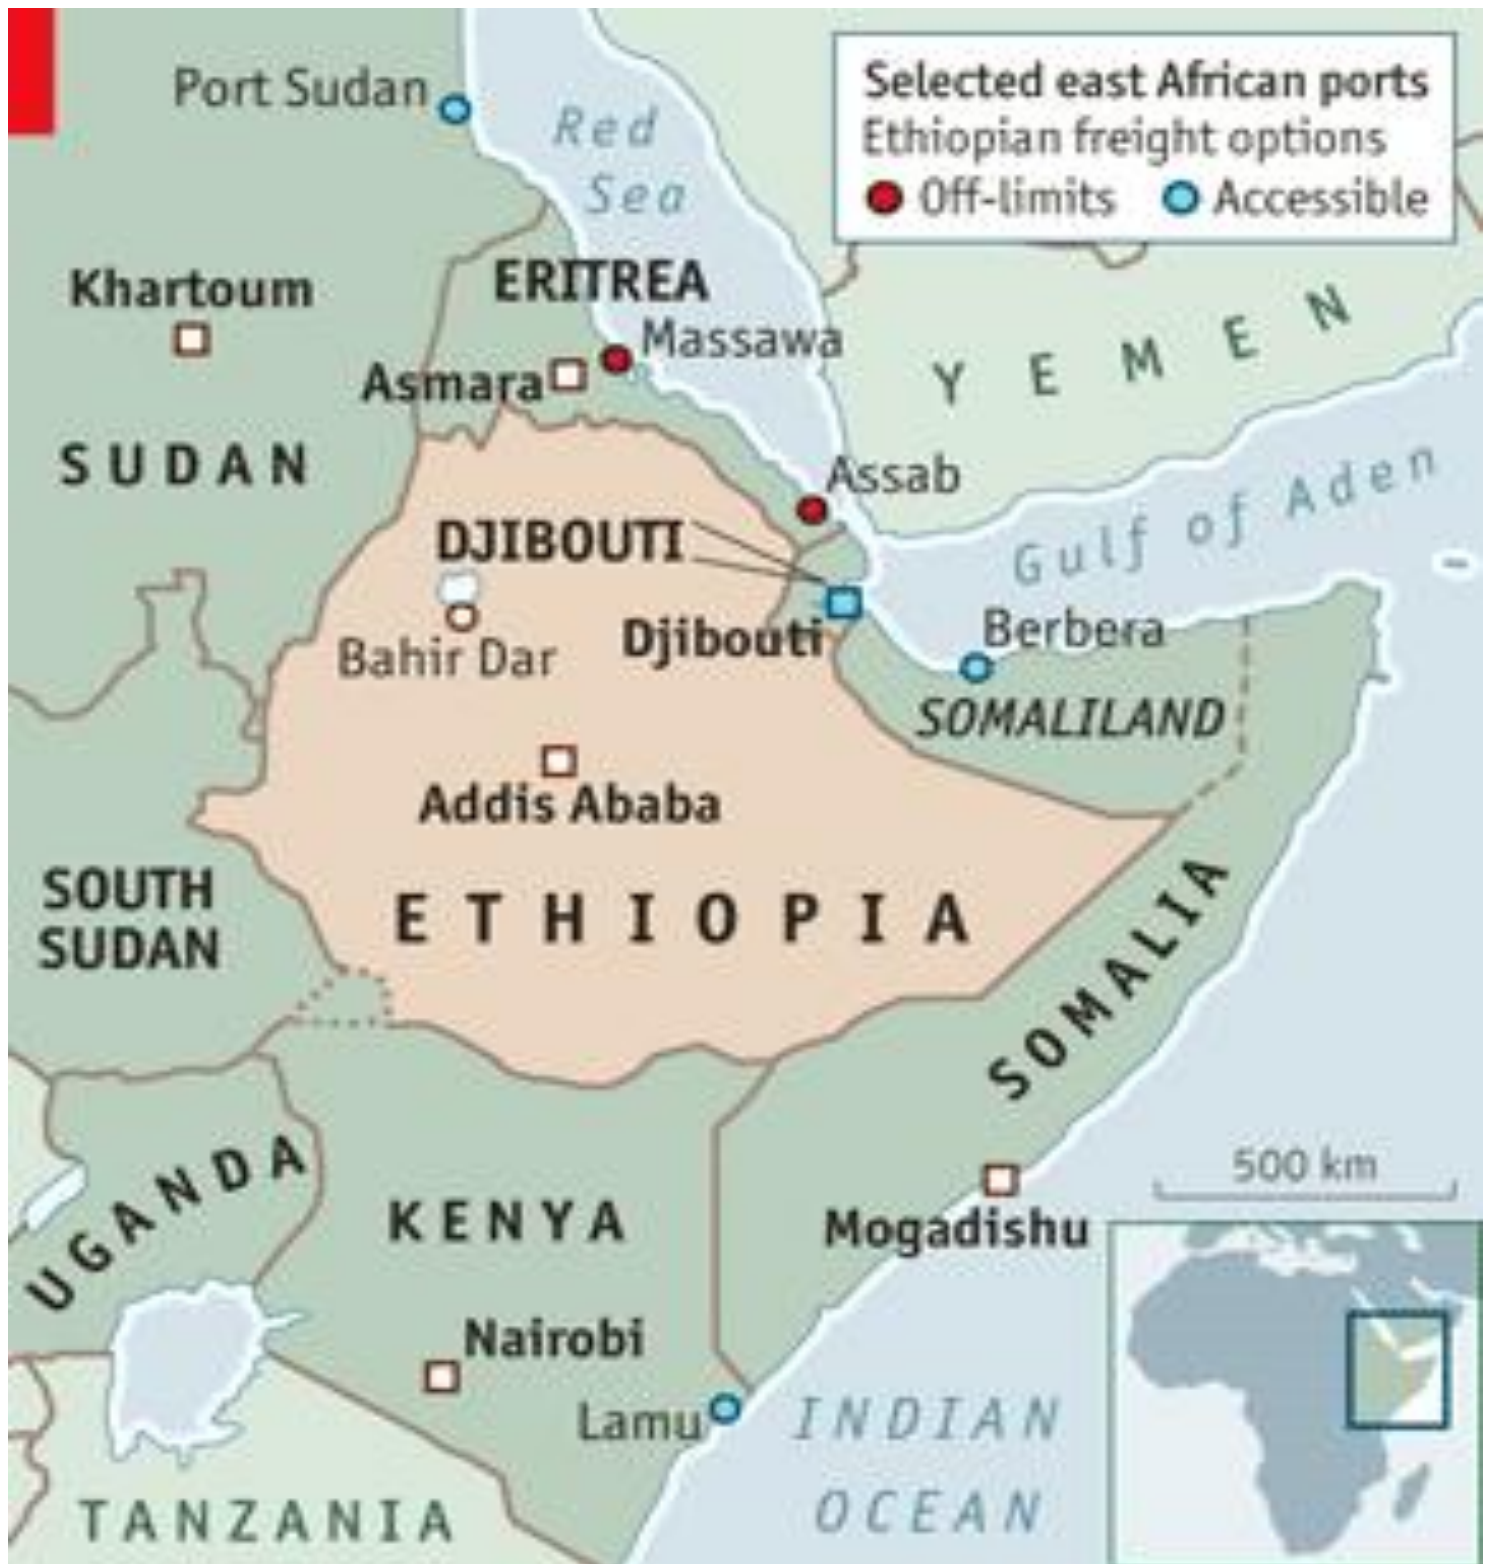 Port Sudan
Red
Sea
Selected east African ports
Ethiopian freight options
Off-limits
Accessible
Khartoum
ERITREA
Massawa
Asmara
YEMEN
SUDAN
Assab
DJIBOUTI
Gulf of Aden
Bahir Dar
Djibouti
Berbera
SOMALILAND
Addis Ababa
SOUTH
SUDAN
ETHIOPIA
SOMALIA
UGANDA
KENYA
500 km
Mogadishu
Nairobi
Lamu
INDIAN
OCEAN
TANZANIA